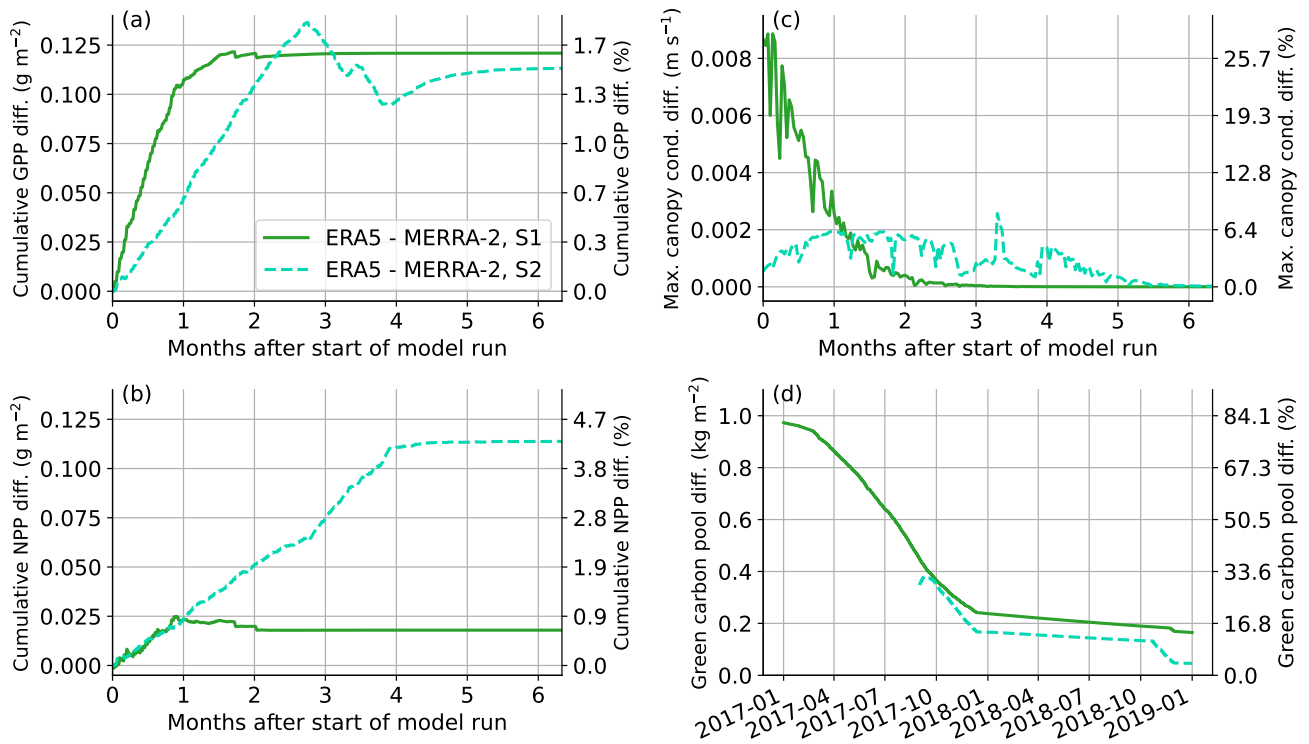 (a)
Cumulative GPP diff. (g m⁻²)
0.125
0.100
0.075
0.050
0.025
0.000
1.7
1.3
1.0
0.7
0.3
0.0
Cumulative GPP diff. (%)
ERA5 - MERRA-2, S1
ERA5 - MERRA-2, S2
0 1 2 3 4 5 6
Months after start of model run
(c)
Max. canopy cond. diff. (m s⁻¹)
0.008
0.006
0.004
0.002
0.000
25.7
19.3
12.8
6.4
0.0
Max. canopy cond. diff. (%)
0 1 2 3 4 5 6
Months after start of model run
(b)
Cumulative NPP diff. (g m⁻²)
0.125
0.100
0.075
0.050
0.025
0.000
4.7
3.8
2.8
1.9
0.9
0.0
Cumulative NPP diff. (%)
0 1 2 3 4 5 6
Months after start of model run
(d)
Green carbon pool diff. (kg m⁻²)
1.0
0.8
0.6
0.4
0.2
0.0
84.1
67.3
50.5
33.6
16.8
0.0
Green carbon pool diff. (%)
2017-01
2017-04
2017-07
2017-10
2018-01
2018-04
2018-07
2018-10
2019-01